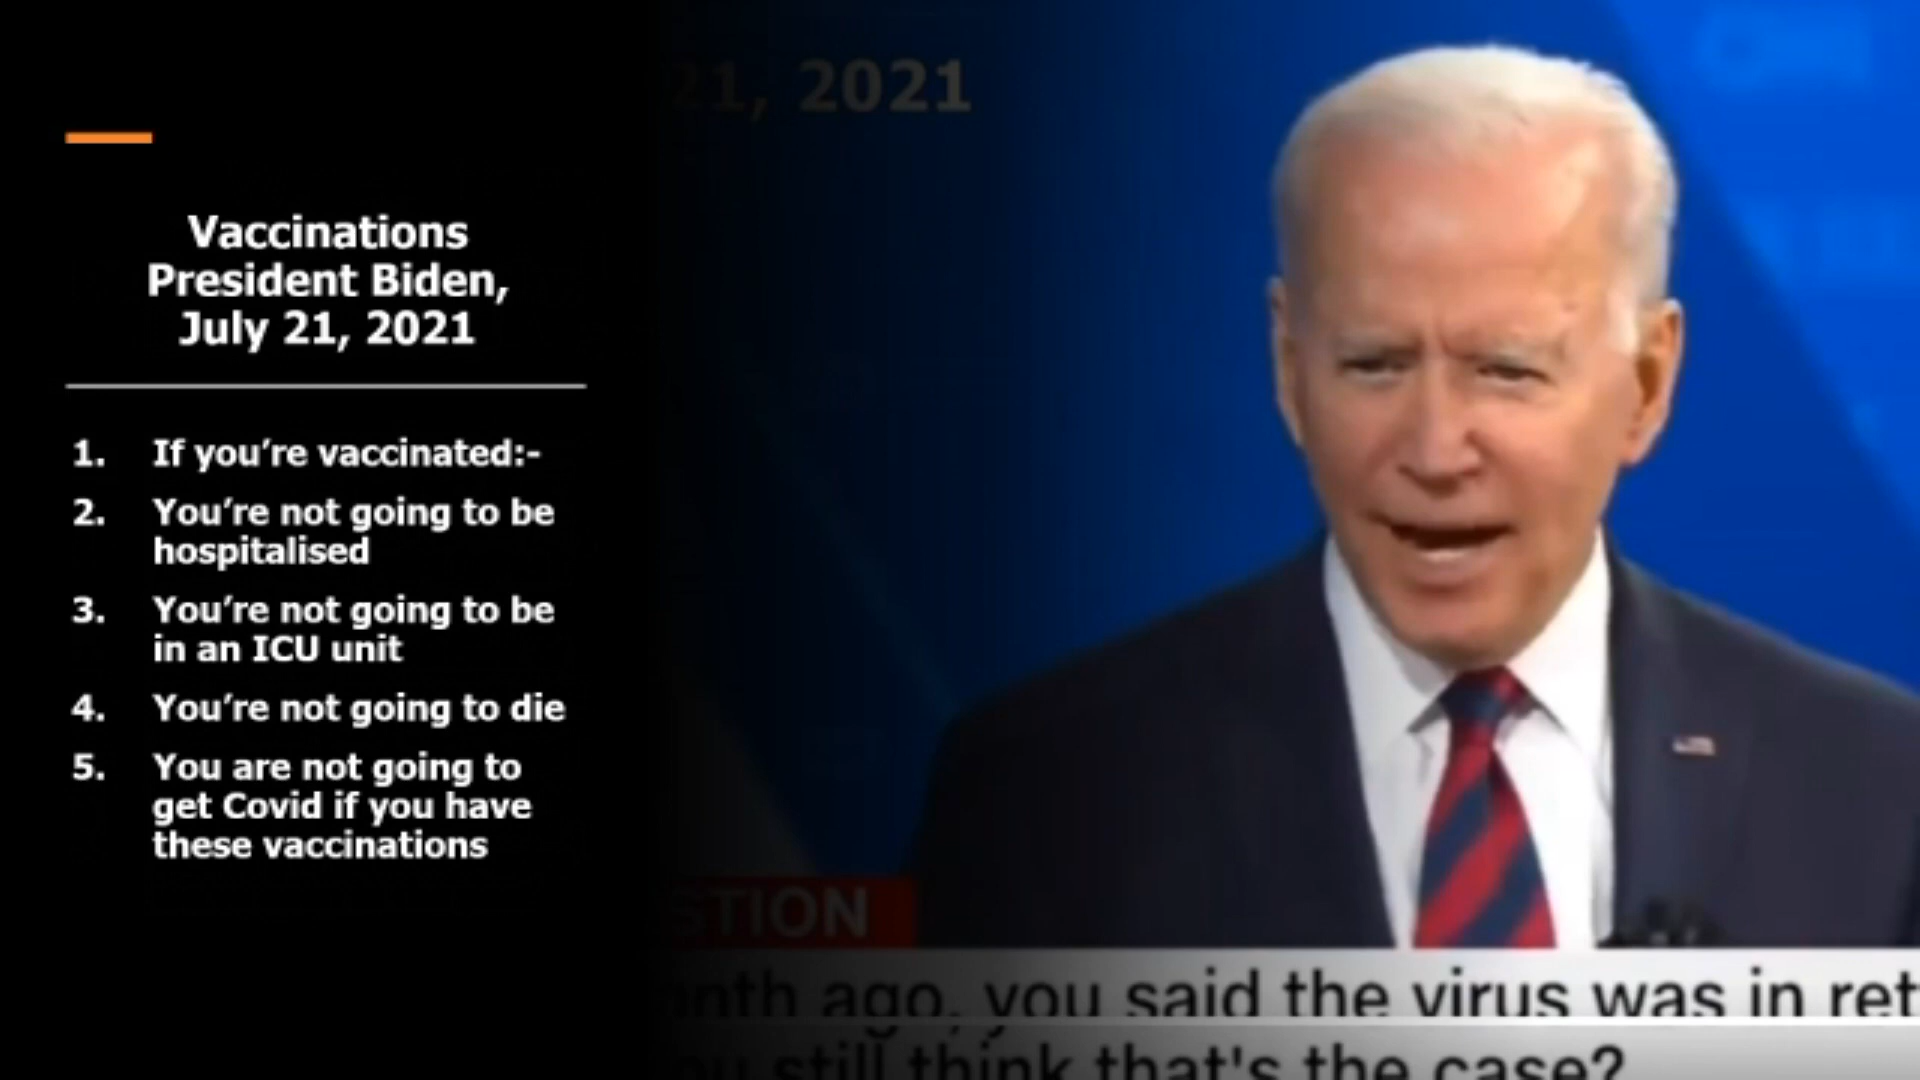 21, 2021
Vaccinations
President Biden,
July 21, 2021
1. If you’re vaccinated:-
2. You’re not going to be
hospitalised
3. You’re not going to be
in an ICU unit
4. You’re not going to die
5. You are not going to
get Covid if you have
these vaccinations
STION
nth ago, you said the virus was in ret
u still think that's the case?